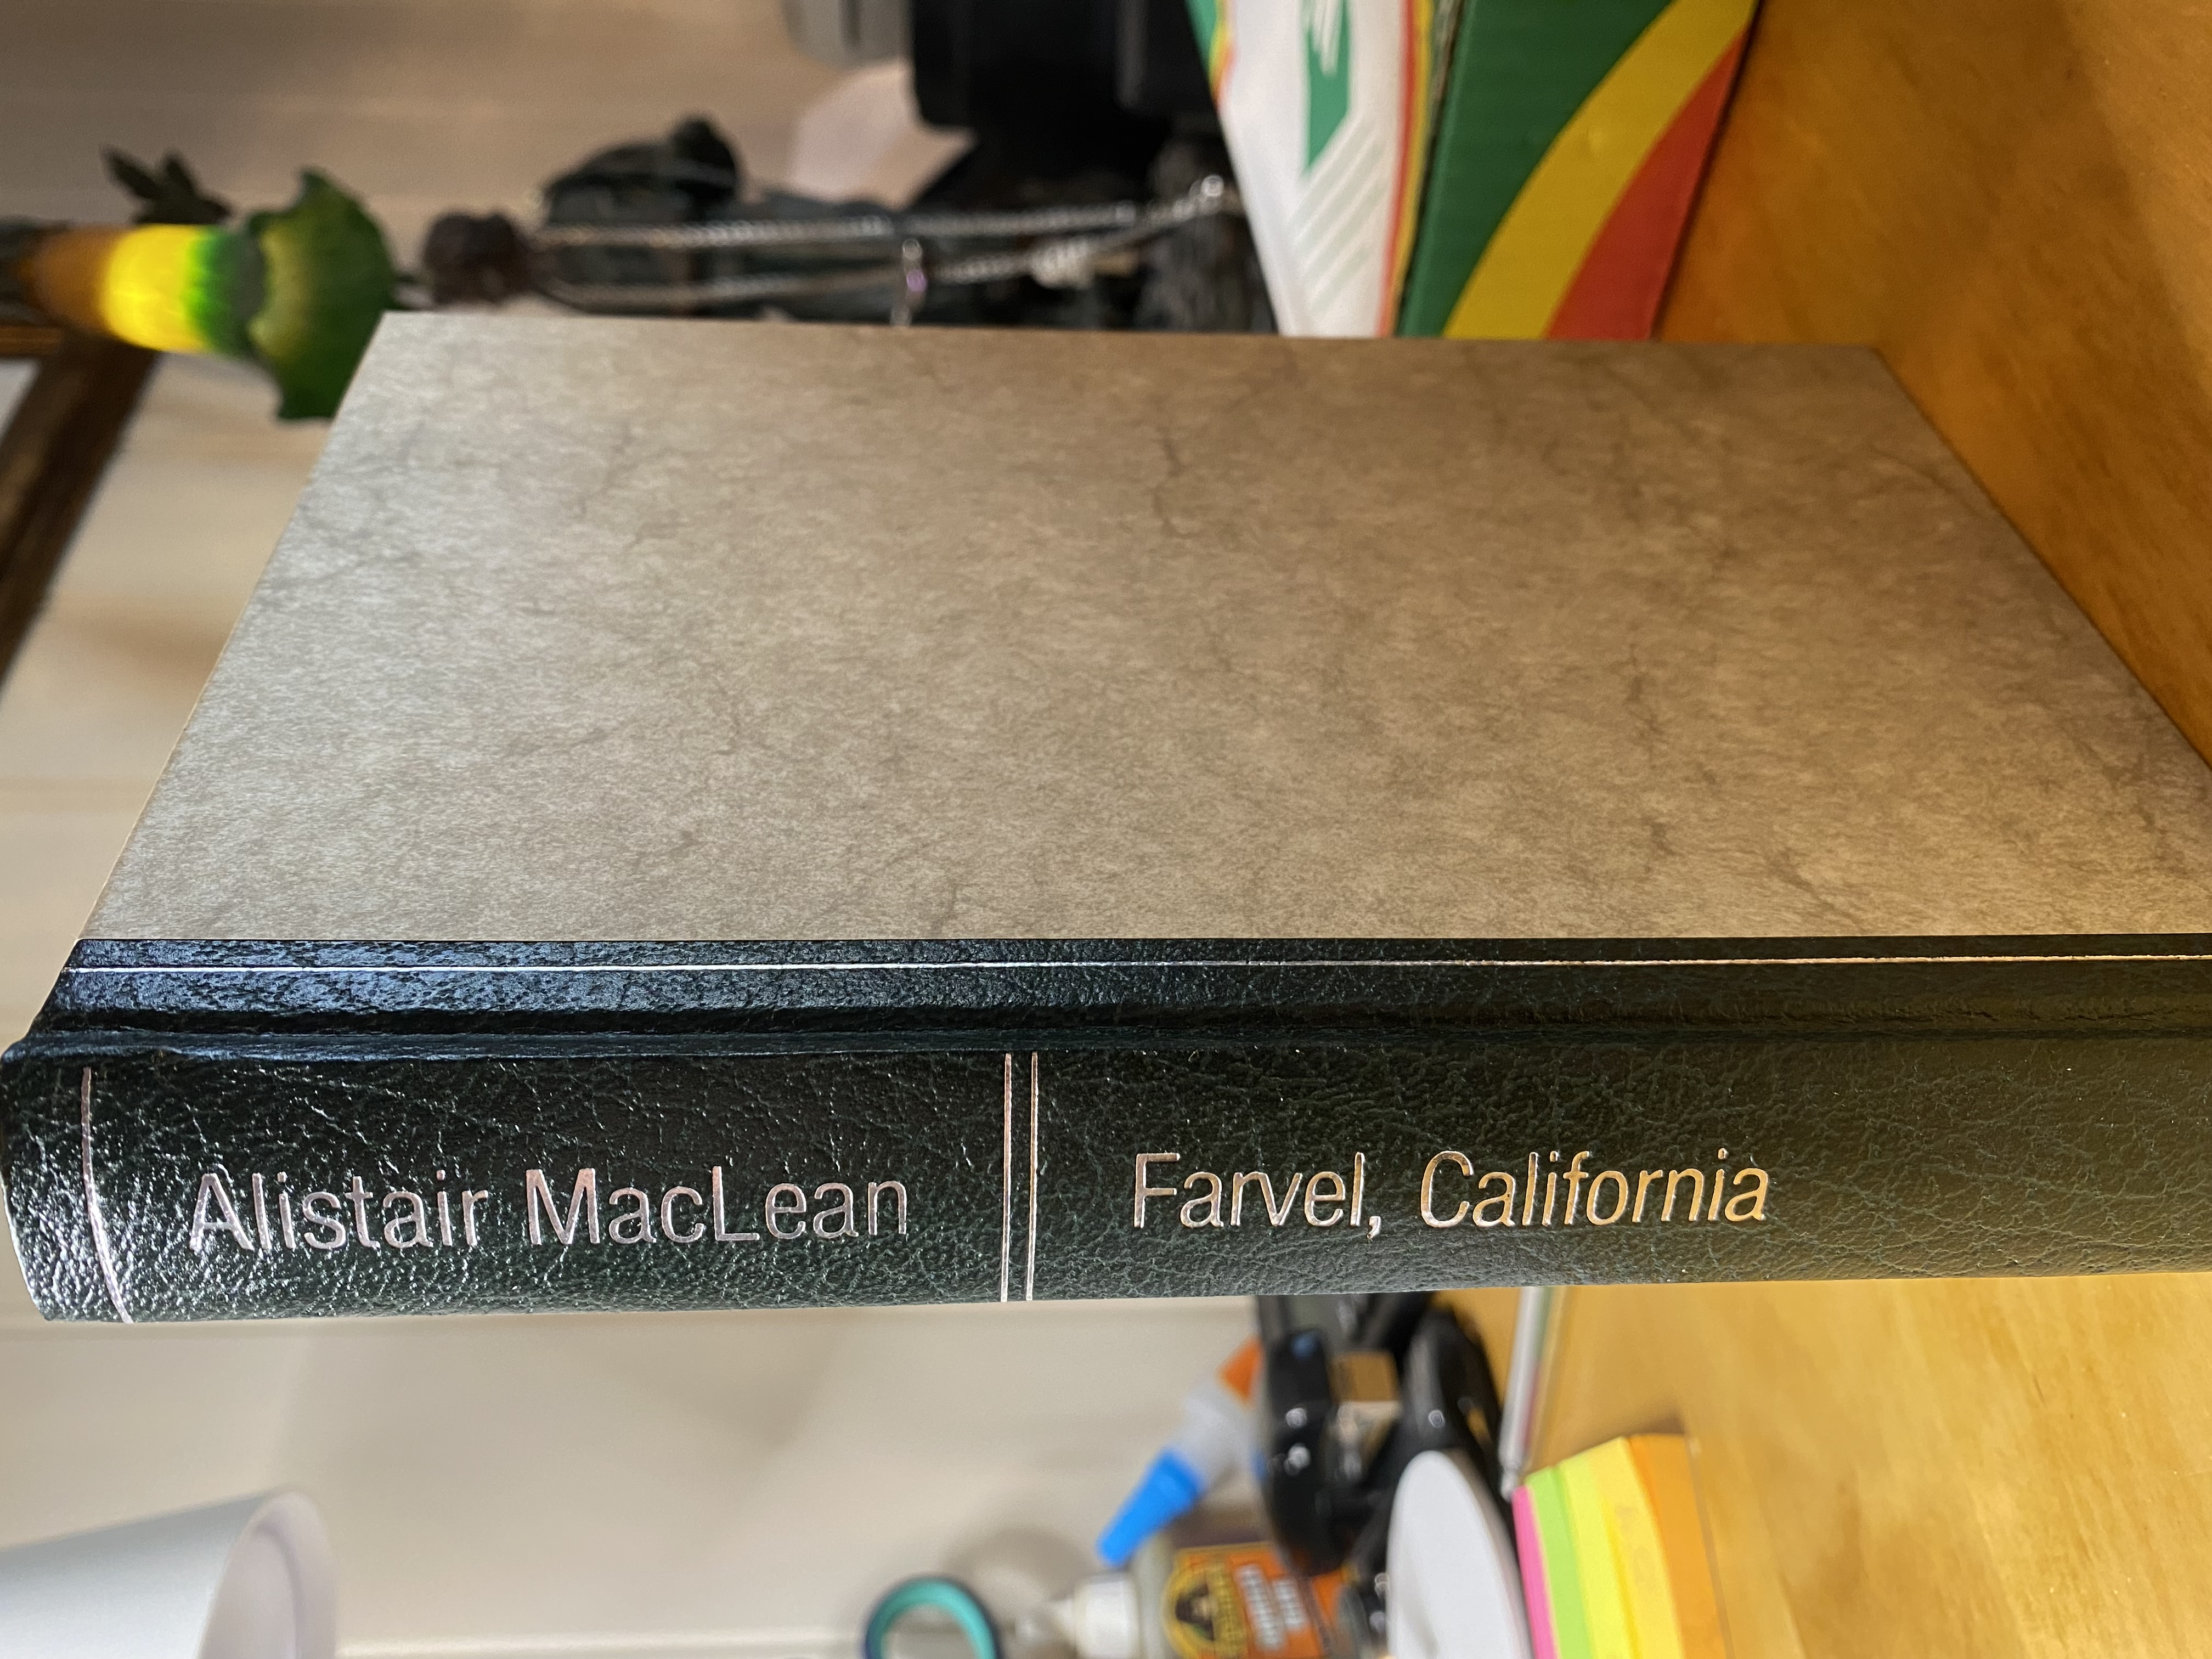 Alistair MacLean
Farvel, California